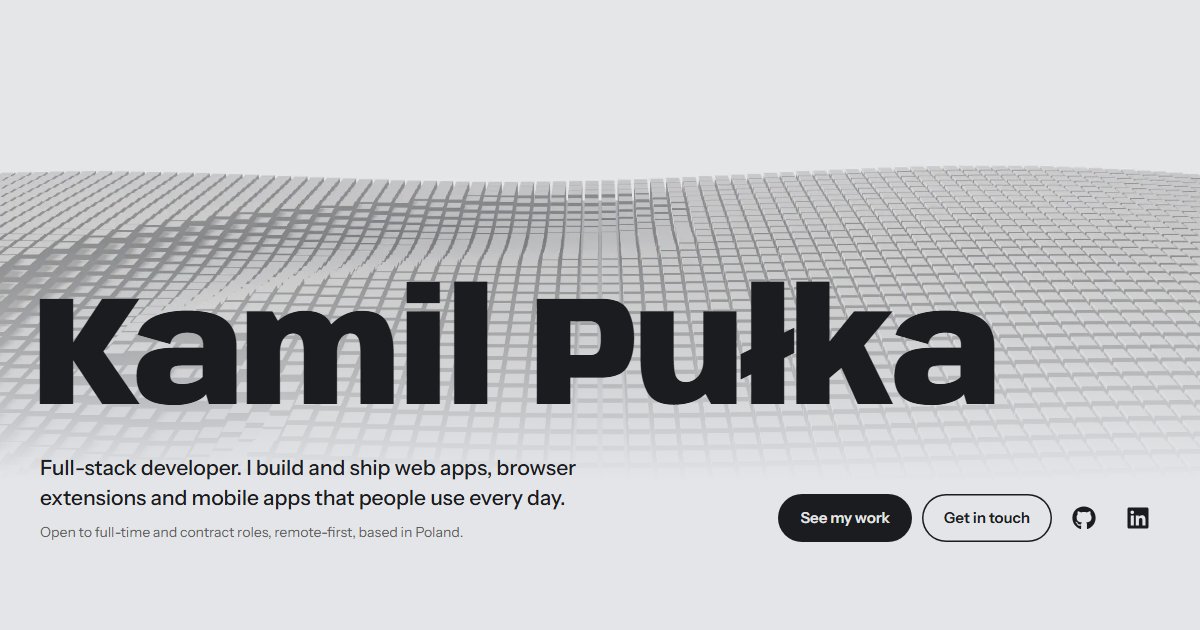 Kamil Pułka
Full-stack developer. I build and ship web apps, browser
extensions and mobile apps that people use every day.
Open to full-time and contract roles, remote-first, based in Poland.
See my work
Get in touch
in